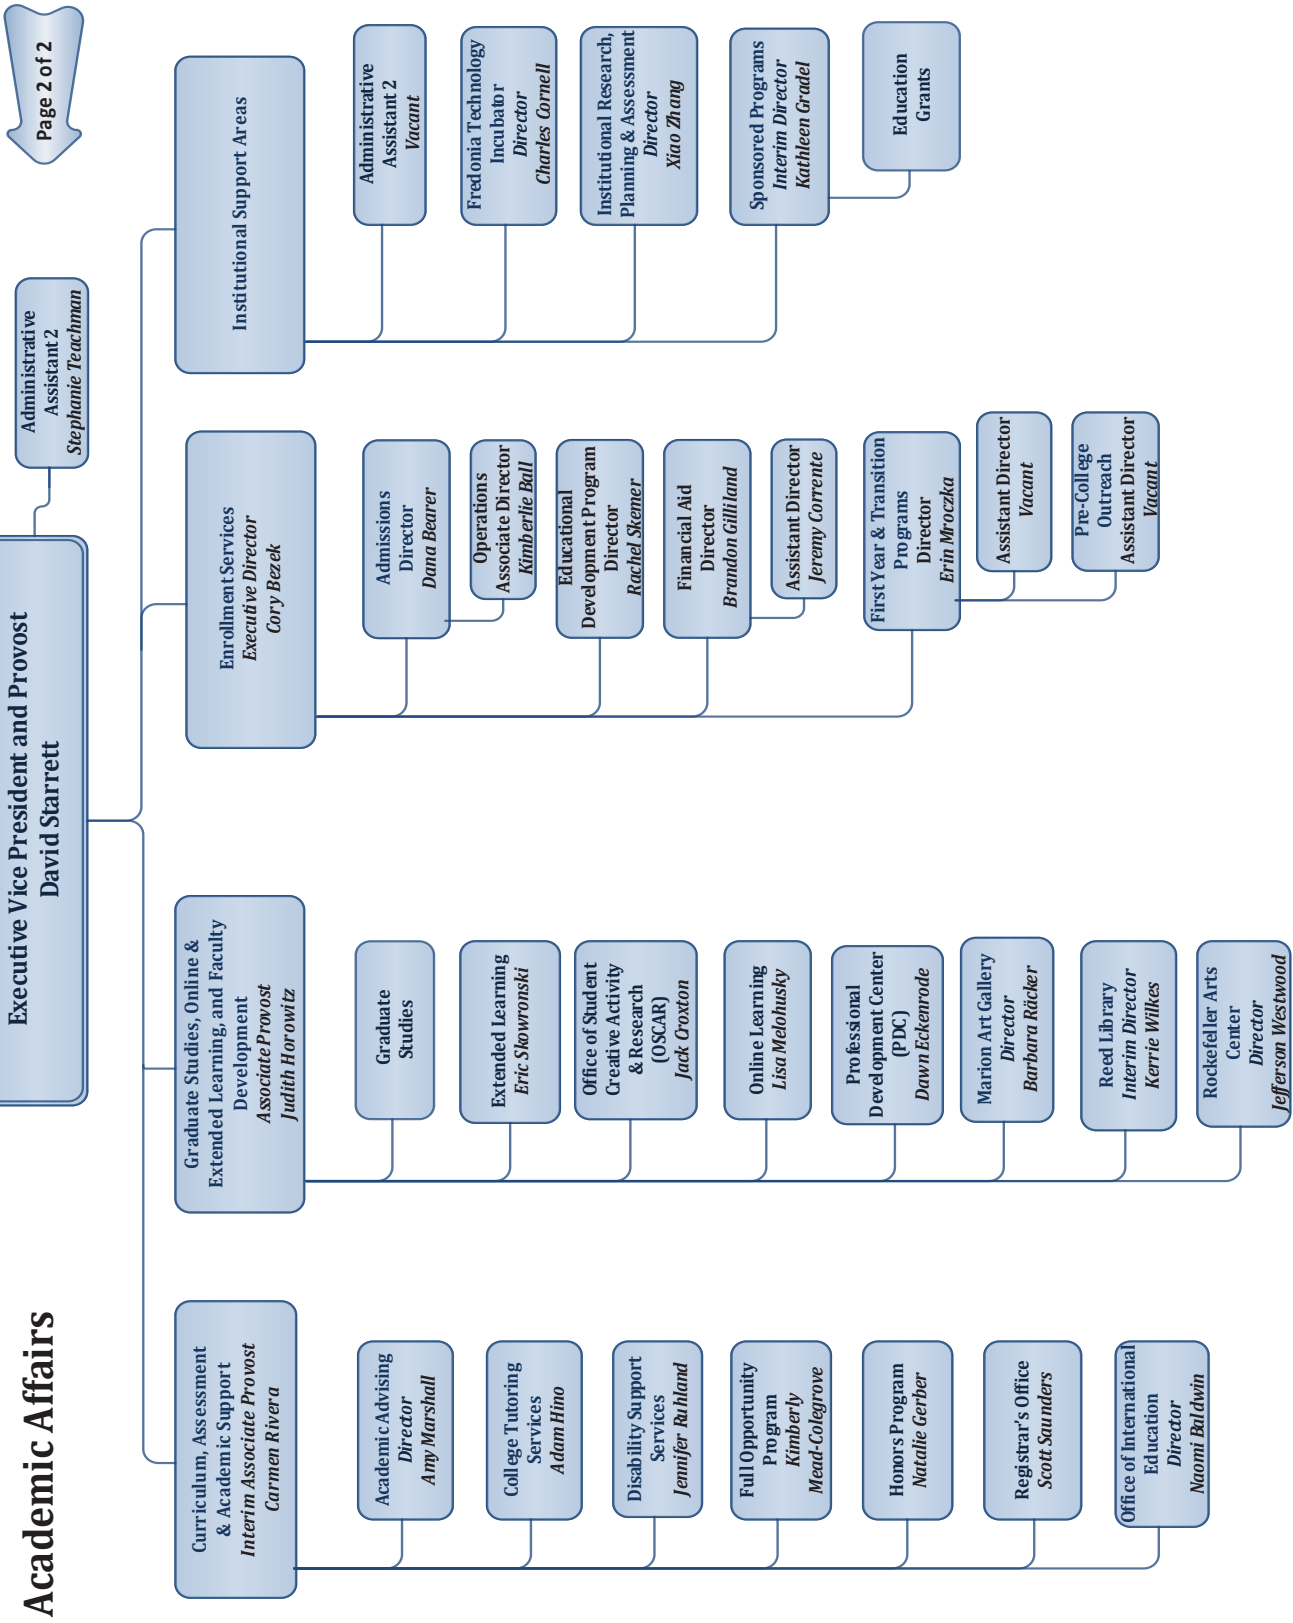 Academic Affairs
Page 2 of 2
Executive Vice President and Provost
David Starrett
Administrative
Assistant 2
Stephanie Teachman
Curriculum, Assessment
& Academic Support
Interim Associate Provost
Carmen Rivera
Academic Advising
Director
Amy Marshall
College Tutoring
Services
Adam Hino
Disability Support
Services
Jennifer Ruhland
Full Opportunity
Program
Kimberly
Mead-Colegrove
Honors Program
Natalie Gerber
Registrar's Office
Scott Saunders
Office of International
Education
Director
Naomi Baldwin
Graduate Studies, Online &
Extended Learning, and Faculty
Development
Associate Provost
Judith Horowitz
Graduate
Studies
Extended Learning
Eric Skowronski
Office of Student
Creative Activity
& Research
(OSCAR)
Jack Croxton
Online Learning
Lisa Melohusky
Professional
Development Center
(PDC)
Dawn Eckenrode
Marion Art Gallery
Director
Barbara Räcker
Reed Library
Interim Director
Kerrie Wilkes
Rockefeller Arts
Center
Director
Jefferson Westwood
Enrollment Services
Executive Director
Cory Bezek
Admissions
Director
Dana Bearer
Operations
Associate Director
Kimberlie Ball
Educational
Development Program
Director
Rachel Skemer
Financial Aid
Director
Brandon Gilliland
Assistant Director
Jeremy Corrente
First Year & Transition
Programs
Director
Erin Mroczka
Assistant Director
Vacant
Pre-College
Outreach
Assistant Director
Vacant
Institutional Support Areas
Administrative
Assistant 2
Vacant
Fredonia Technology
Incubator
Director
Charles Cornell
Institutional Research,
Planning & Assessment
Director
Xiao Zhang
Sponsored Programs
Interim Director
Kathleen Gradel
Education
Grants